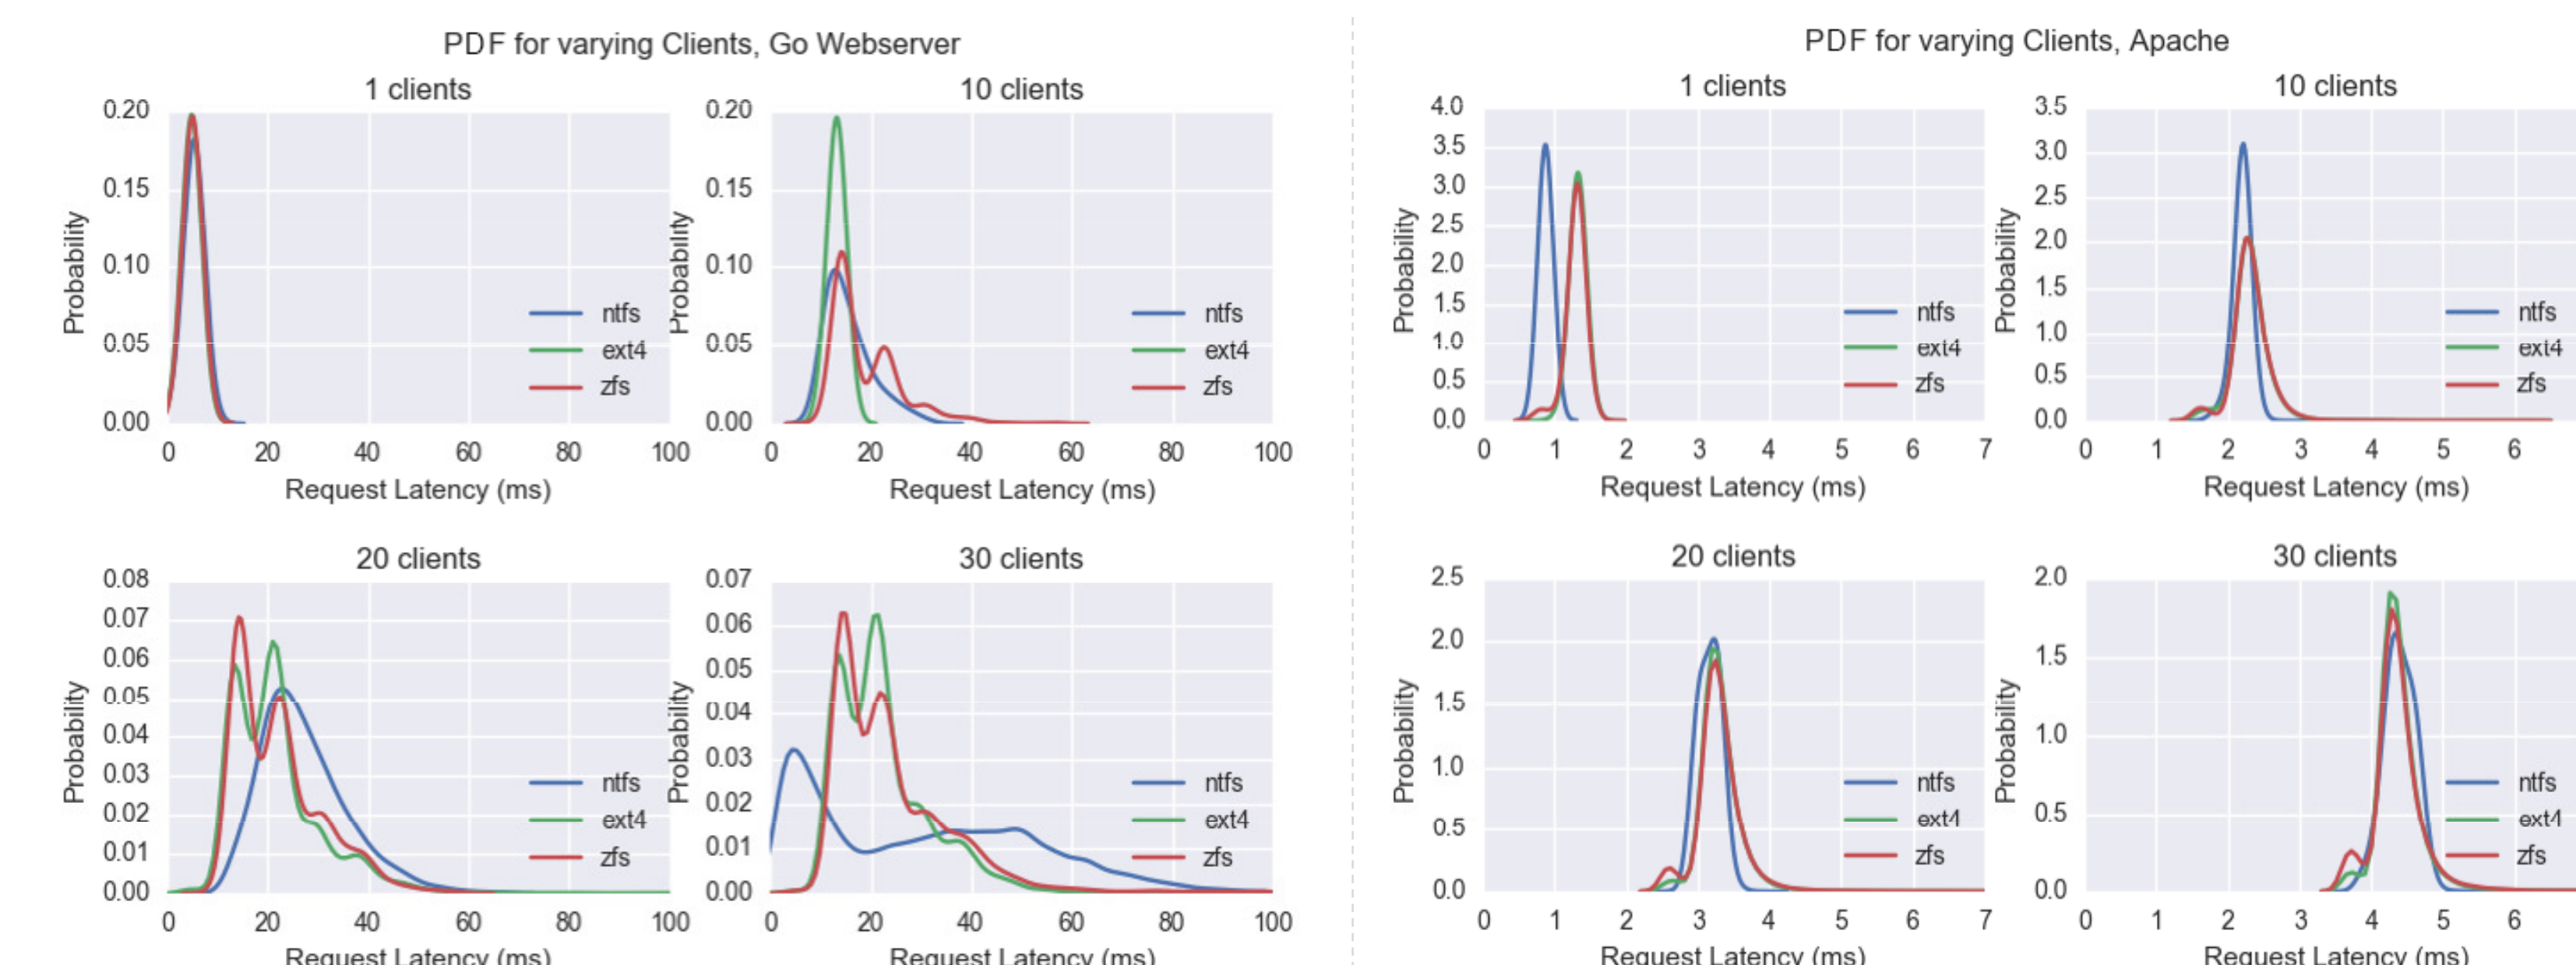 PDF for varying Clients, Go Webserver
1 clients
0.20
0.15
0.10
0.05
0.00
Probability
ntfs
ext4
zfs
0 20 40 60 80 100
Request Latency (ms)
10 clients
0.20
0.15
0.10
0.05
0.00
Probability
ntfs
ext4
zfs
0 20 40 60 80 100
Request Latency (ms)
20 clients
0.08
0.07
0.06
0.05
0.04
0.03
0.02
0.01
0.00
Probability
ntfs
ext4
zfs
0 20 40 60 80 100
Request Latency (ms)
30 clients
0.07
0.06
0.05
0.04
0.03
0.02
0.01
0.00
Probability
ntfs
ext4
zfs
0 20 40 60 80 100
Request Latency (ms)
PDF for varying Clients, Apache
1 clients
4.0
3.5
3.0
2.5
2.0
1.5
1.0
0.5
0.0
Probability
ntfs
ext4
zfs
0 1 2 3 4 5 6 7
Request Latency (ms)
10 clients
3.5
3.0
2.5
2.0
1.5
1.0
0.5
0.0
Probability
ntfs
ext4
zfs
0 1 2 3 4 5 6
Request Latency (ms)
20 clients
2.5
2.0
1.5
1.0
0.5
0.0
Probability
ntfs
ext4
zfs
0 1 2 3 4 5 6 7
Request Latency (ms)
30 clients
2.0
1.5
1.0
0.5
0.0
Probability
ntfs
ext4
zfs
0 1 2 3 4 5 6
Request Latency (ms)